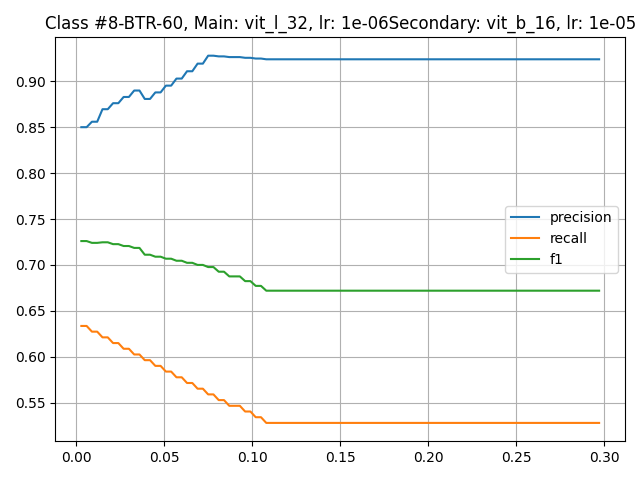 Class #8-BTR-60, Main: vit_l_32, lr: 1e-06Secondary: vit_b_16, lr: 1e-05
0.90
0.85
0.80
0.75
0.70
0.65
0.60
0.55
precision
recall
f1
0.00 0.05 0.10 0.15 0.20 0.25 0.30